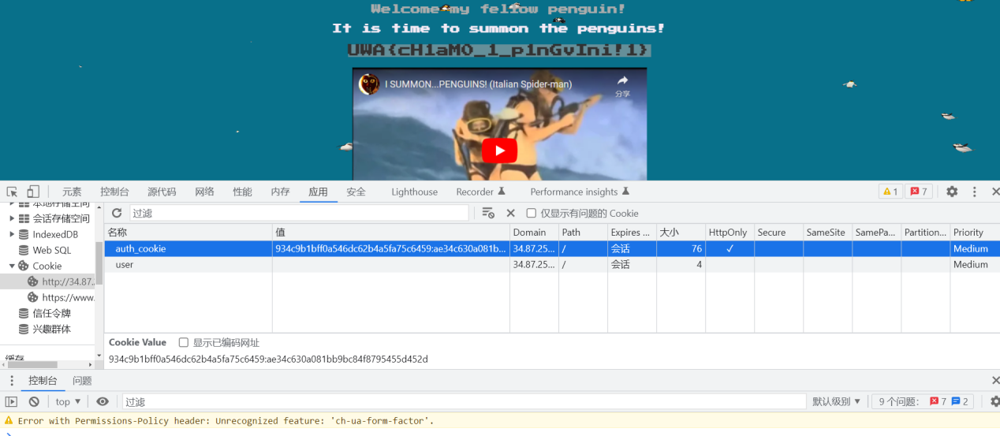 Welcome my fellow penguin!
It is time to summon the penguins!
UWA{cH1aMO_1_p1nGvIni!1}
I SUMMON...PENGUINS! (Italian Spider-man)
分享
元素 控制台 源代码 网络 性能 内存 应用 安全 Lighthouse Recorder Performance insights 1 7
本地存储空间
会话存储空间
IndexedDB
Web SQL
Cookie
http://34.87.
https://www.
信任令牌
兴趣群体
缓存
过滤 仅显示有问题的 Cookie
名称 值 Domain Path Expires ... 大小 HttpOnly Secure SameSite SamePa... Partition... Priority
auth_cookie 934c9b1bff0a546dc62b4a5fa75c6459:ae34c630a081b... 34.87.25... / 会话 76 ✓ Medium
user 34.87.25... / 会话 4 Medium
Cookie Value 显示已编码网址
934c9b1bff0a546dc62b4a5fa75c6459:ae34c630a081bb9bc84f8795455d452d
控制台 问题
top ▼ 过滤 默认级别 ▼ 9 个问题: 7 2
Error with Permissions-Policy header: Unrecognized feature: 'ch-ua-form-factor'.